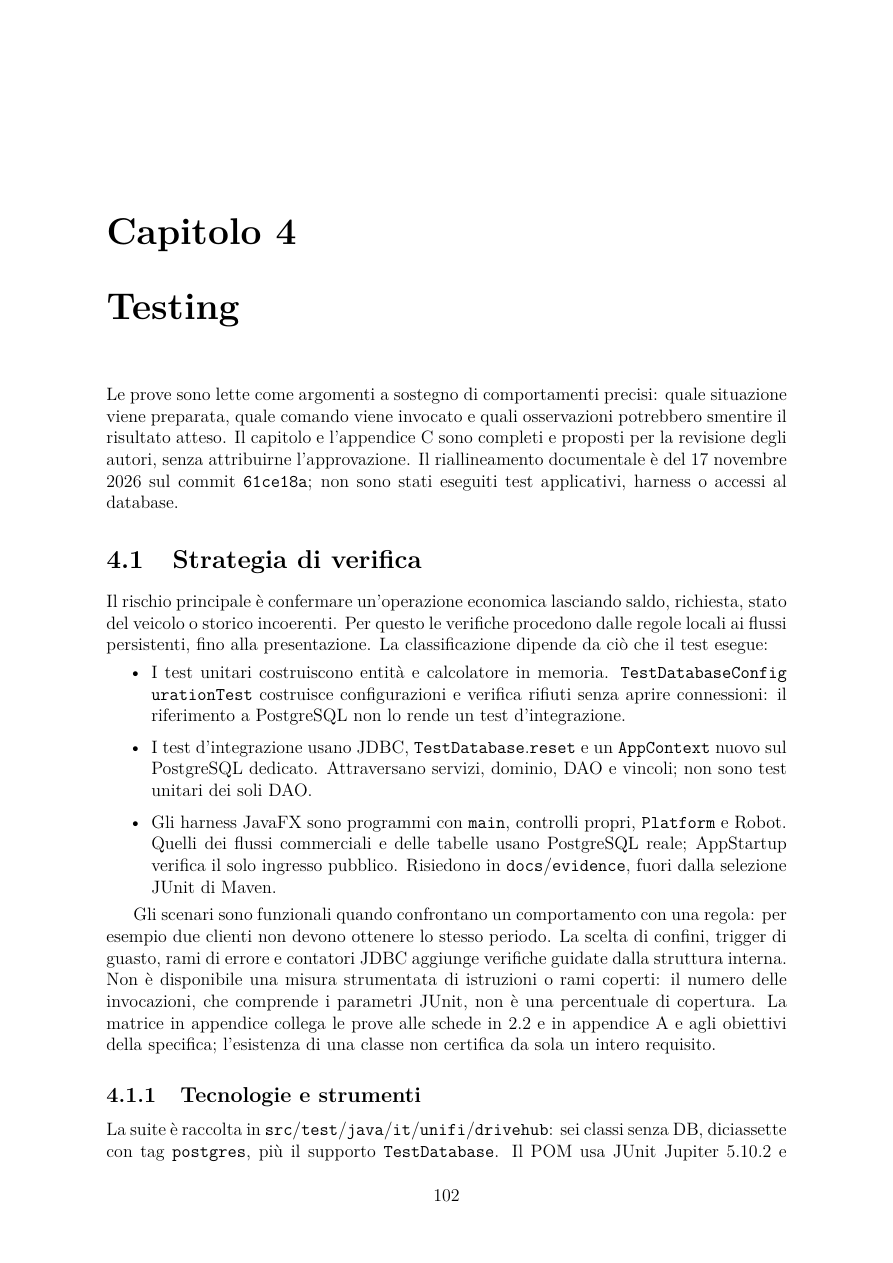 Capitolo 4
Testing
Le prove sono lette come argomenti a sostegno di comportamenti precisi: quale situazione
viene preparata, quale comando viene invocato e quali osservazioni potrebbero smentire il
risultato atteso. Il capitolo e l'appendice C sono completi e proposti per la revisione degli
autori, senza attribuirne l'approvazione. Il riallineamento documentale è del 17 novembre
2026 sul commit 61ce18a; non sono stati eseguiti test applicativi, harness o accessi al
database.
4.1 Strategia di verifica
Il rischio principale è confermare un'operazione economica lasciando saldo, richiesta, stato
del veicolo o storico incoerenti. Per questo le verifiche procedono dalle regole locali ai flussi
persistenti, fino alla presentazione. La classificazione dipende da ciò che il test esegue:
• I test unitari costruiscono entità e calcolatore in memoria. TestDatabaseConfig
urationTest costruisce configurazioni e verifica rifiuti senza aprire connessioni: il
riferimento a PostgreSQL non lo rende un test d'integrazione.
• I test d'integrazione usano JDBC, TestDatabase.reset e un AppContext nuovo sul
PostgreSQL dedicato. Attraversano servizi, dominio, DAO e vincoli; non sono test
unitari dei soli DAO.
• Gli harness JavaFX sono programmi con main, controlli propri, Platform e Robot.
Quelli dei flussi commerciali e delle tabelle usano PostgreSQL reale; AppStartup
verifica il solo ingresso pubblico. Risiedono in docs/evidence, fuori dalla selezione
JUnit di Maven.
Gli scenari sono funzionali quando confrontano un comportamento con una regola: per
esempio due clienti non devono ottenere lo stesso periodo. La scelta di confini, trigger di
guasto, rami di errore e contatori JDBC aggiunge verifiche guidate dalla struttura interna.
Non è disponibile una misura strumentata di istruzioni o rami coperti: il numero delle
invocazioni, che comprende i parametri JUnit, non è una percentuale di copertura. La
matrice in appendice collega le prove alle schede in 2.2 e in appendice A e agli obiettivi
della specifica; l'esistenza di una classe non certifica da sola un intero requisito.
4.1.1 Tecnologie e strumenti
La suite è raccolta in src/test/java/it/unifi/drivehub: sei classi senza DB, diciassette
con tag postgres, più il supporto TestDatabase. Il POM usa JUnit Jupiter 5.10.2 e
102